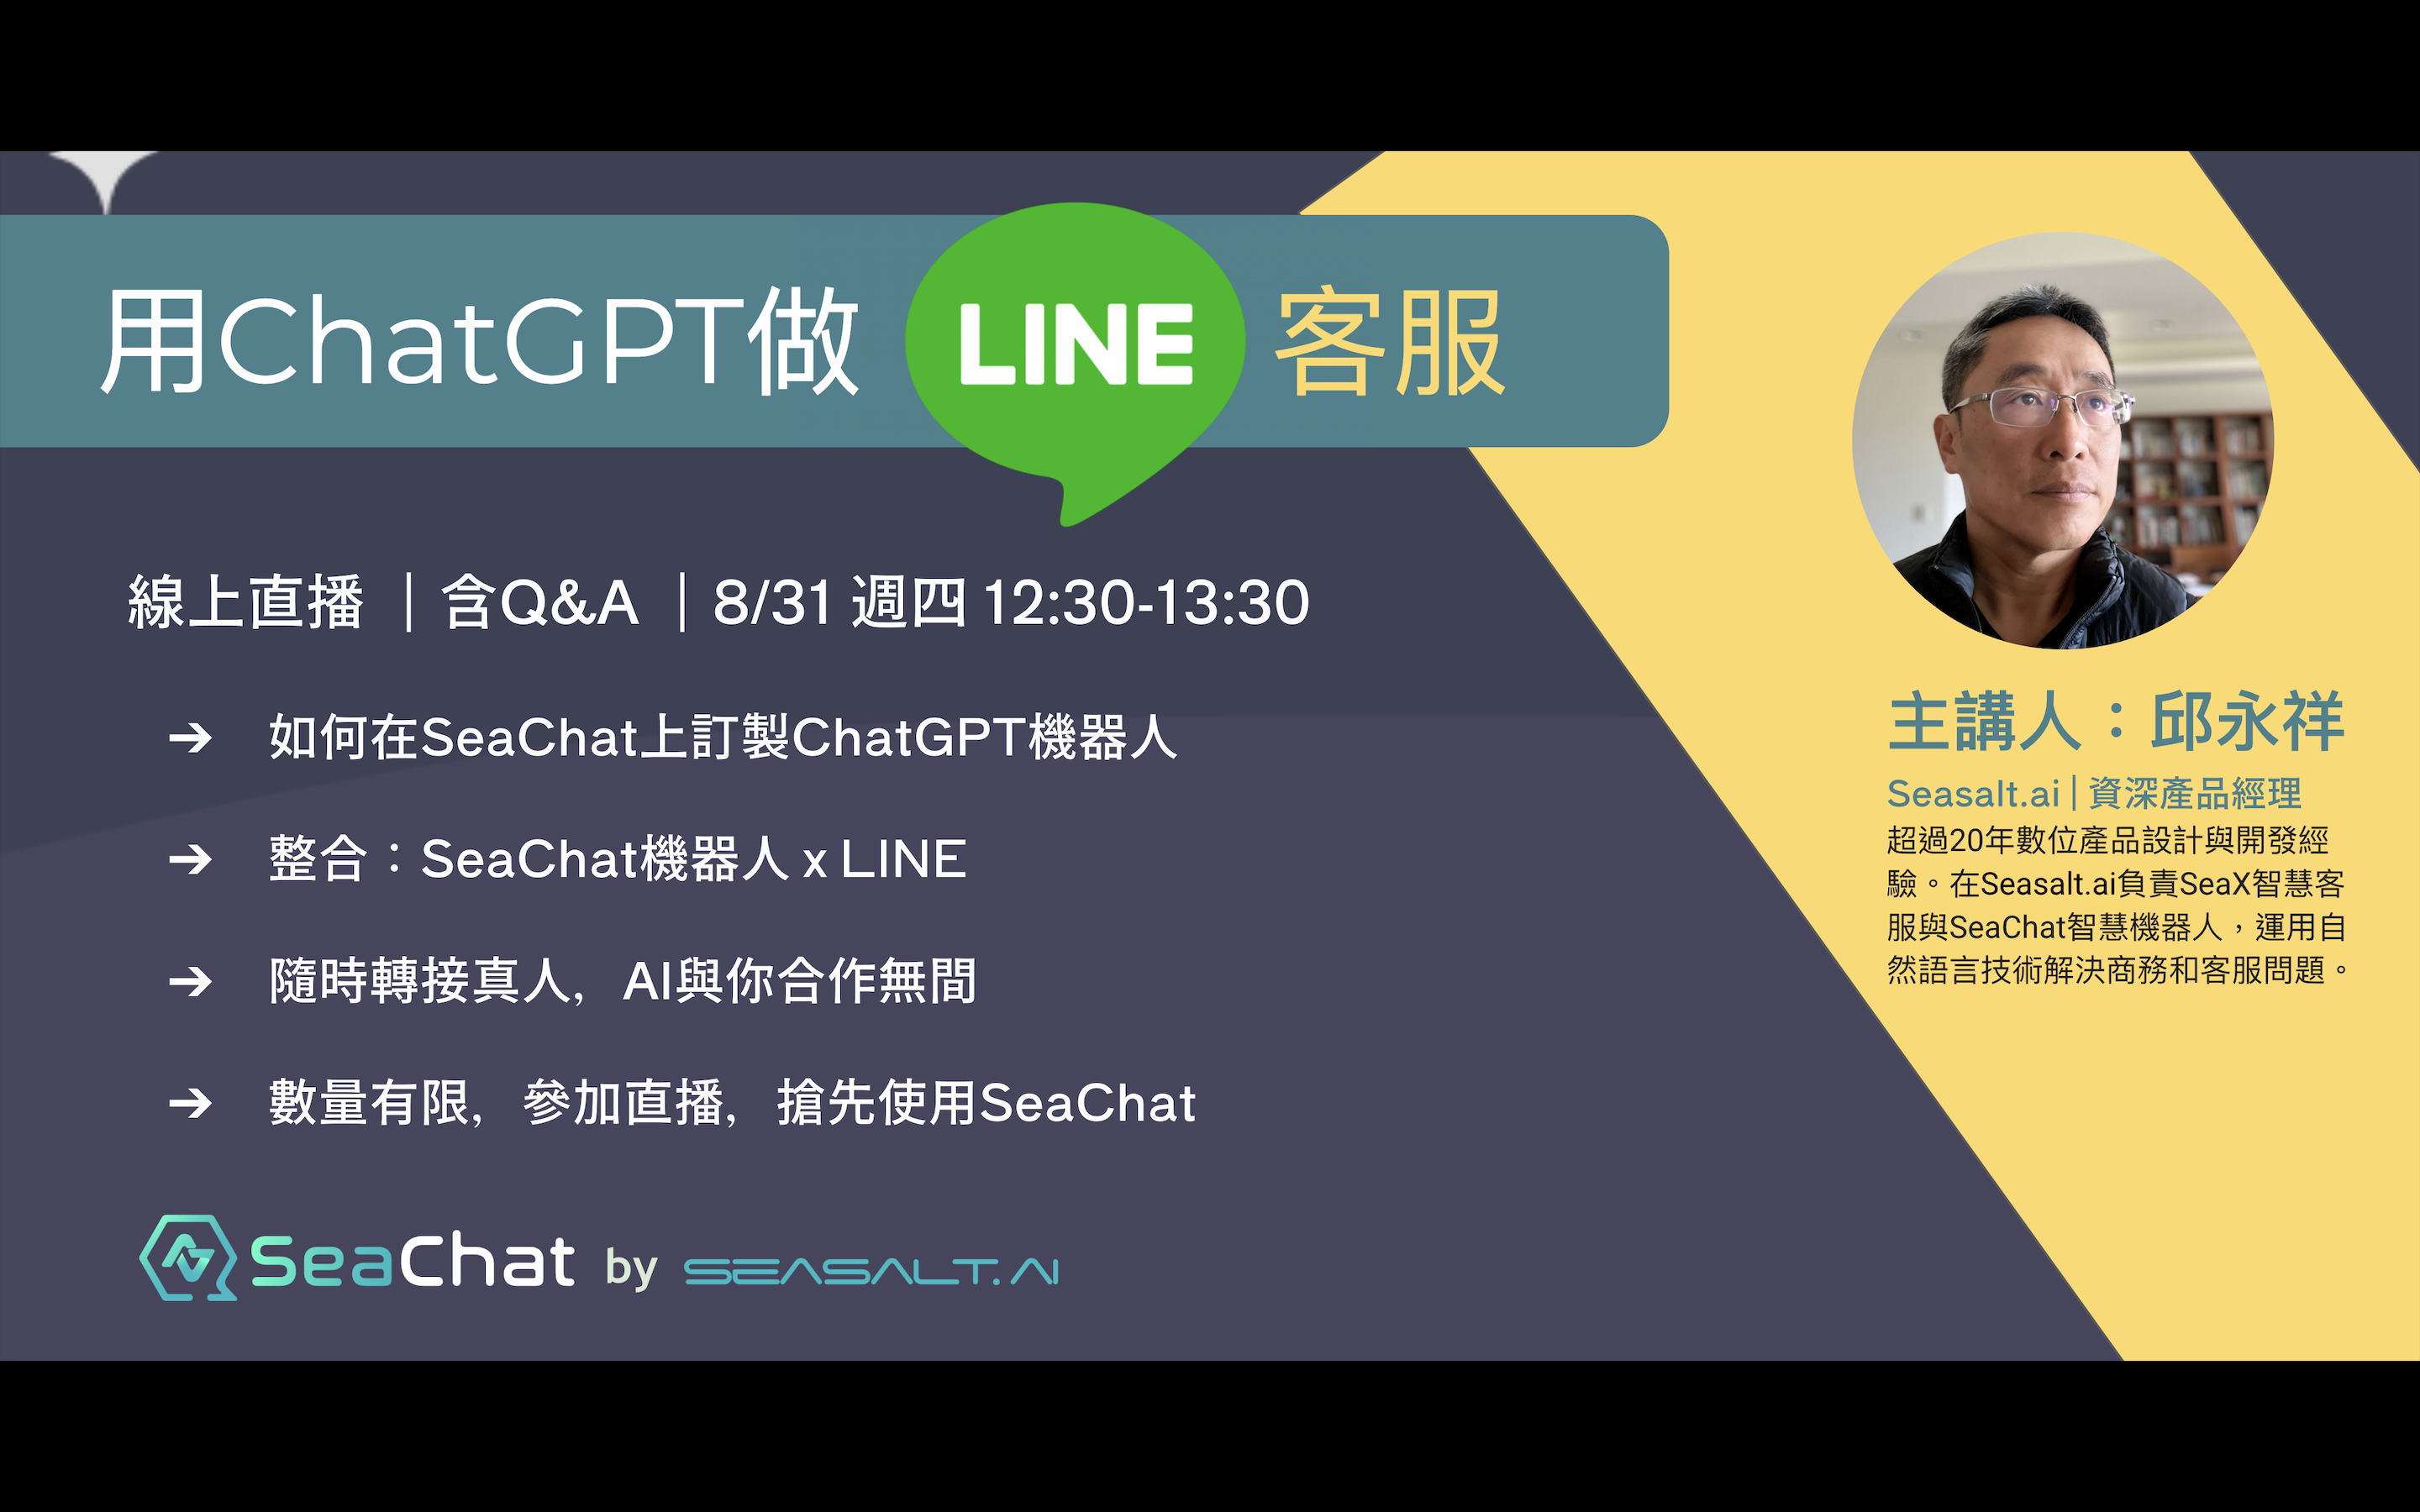 用ChatGPT做 LINE 客服
線上直播 ｜含Q&A ｜8/31 週四 12:30-13:30
➔ 如何在SeaChat上訂製ChatGPT機器人
➔ 整合：SeaChat機器人 x LINE
➔ 隨時轉接真人，AI與你合作無間
➔ 數量有限，參加直播，搶先使用SeaChat
SeaChat by SEASALT.AI
主講人：邱永祥
Seasalt.ai｜資深產品經理
超過20年數位產品設計與開發經
驗。在Seasalt.ai負責SeaX智慧客
服與SeaChat智慧機器人，運用自
然語言技術解決商務和客服問題。